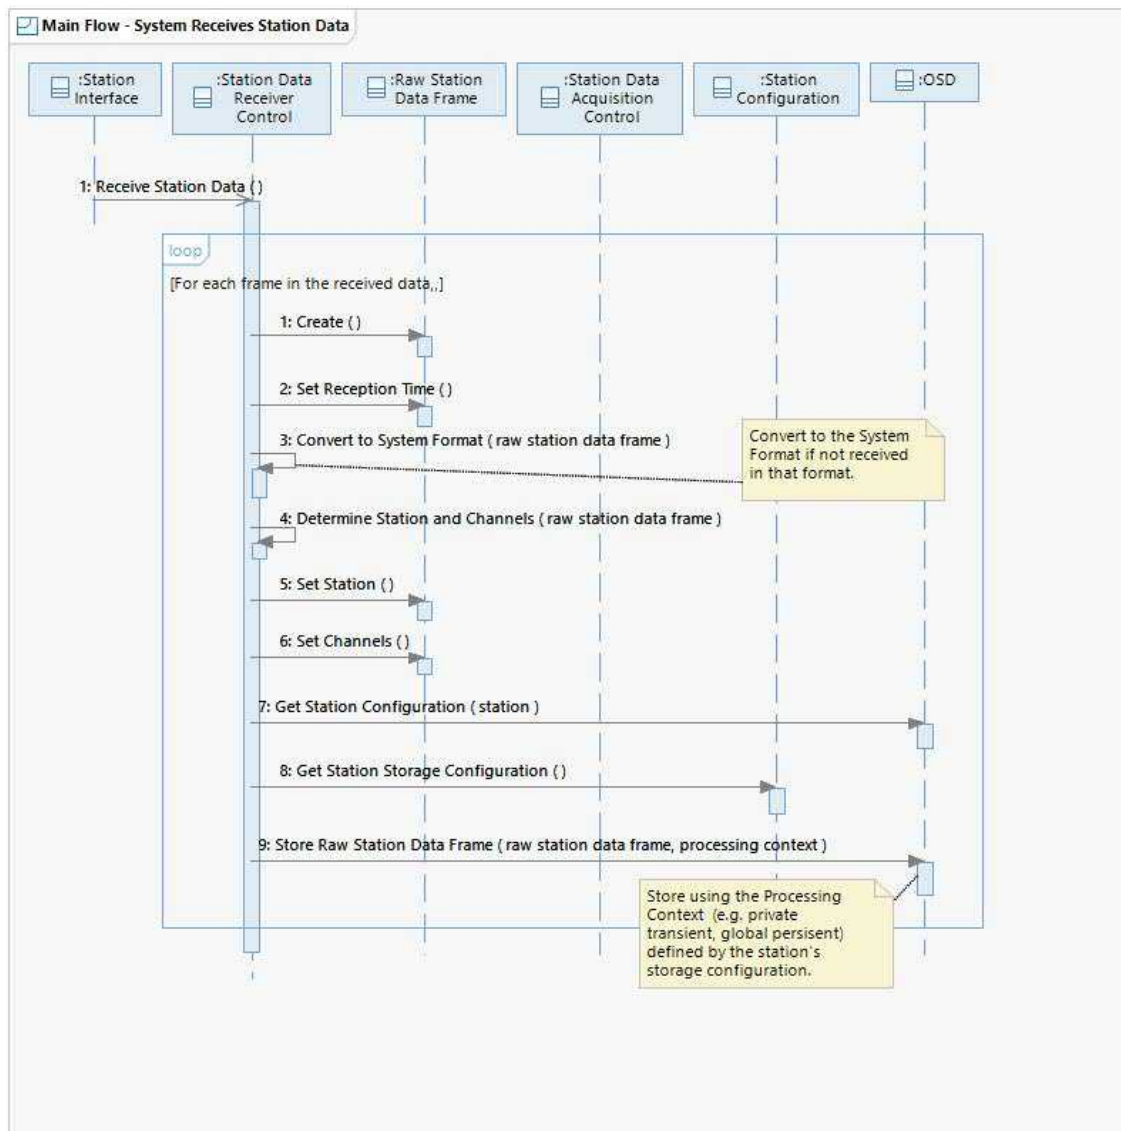 Main Flow - System Receives Station Data
:Station
Interface
:Station Data
Receiver
Control
:Raw Station
Data Frame
:Station Data
Acquisition
Control
:Station
Configuration
:OSD
1: Receive Station Data ( )
loop
[For each frame in the received data,,]
1: Create ( )
2: Set Reception Time ( )
3: Convert to System Format ( raw station data frame )
Convert to the System
Format if not received
in that format.
4: Determine Station and Channels ( raw station data frame )
5: Set Station ( )
6: Set Channels ( )
7: Get Station Configuration ( station )
8: Get Station Storage Configuration ( )
9: Store Raw Station Data Frame ( raw station data frame, processing context )
Store using the Processing
Context (e.g. private
transient, global persisent)
defined by the station's
storage configuration.